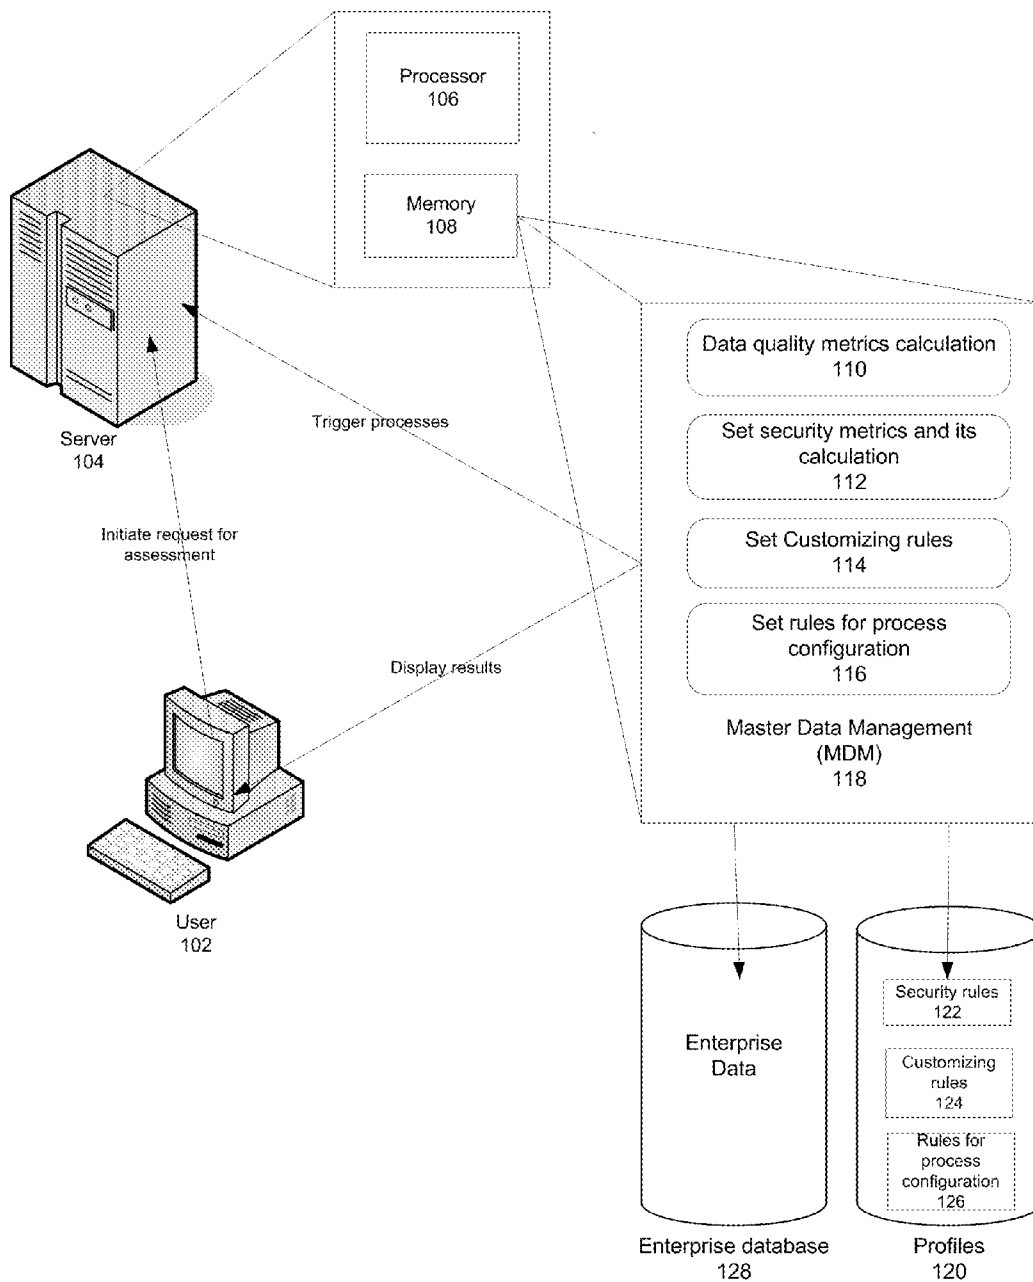 Processor
106
Memory
108
Data quality metrics calculation
110
Set security metrics and its
calculation
112
Set Customizing rules
114
Set rules for process
configuration
116
Master Data Management
(MDM)
118
Server
104
Trigger processes
Initiate request for
assessment
Display results
User
102
Enterprise
Data
Enterprise database
128
Security rules
122
Customizing
rules
124
Rules for
process
configuration
126
Profiles
120